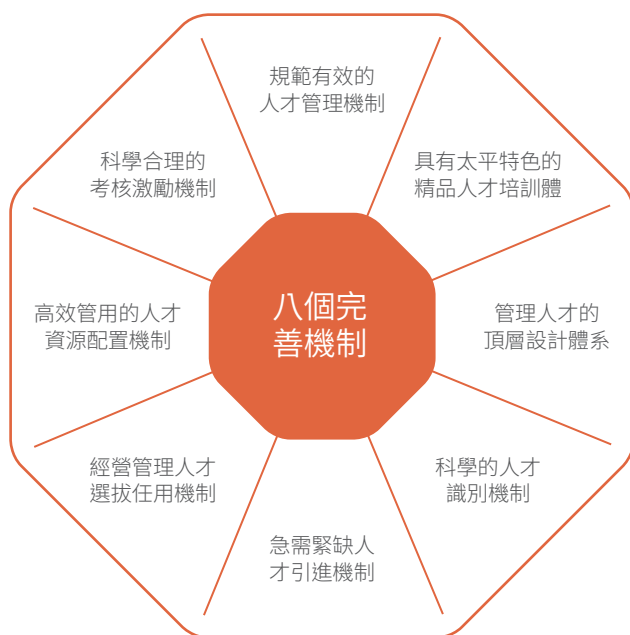 規範有效的
人才管理機制
科學合理的
考核激勵機制
具有太平特色的
精品人才培訓體
八個完
善機制
高效管用的人才
資源配置機制
管理人才的
頂層設計體系
經營管理人才
選拔任用機制
科學的人才
識別機制
急需緊缺人
才引進機制